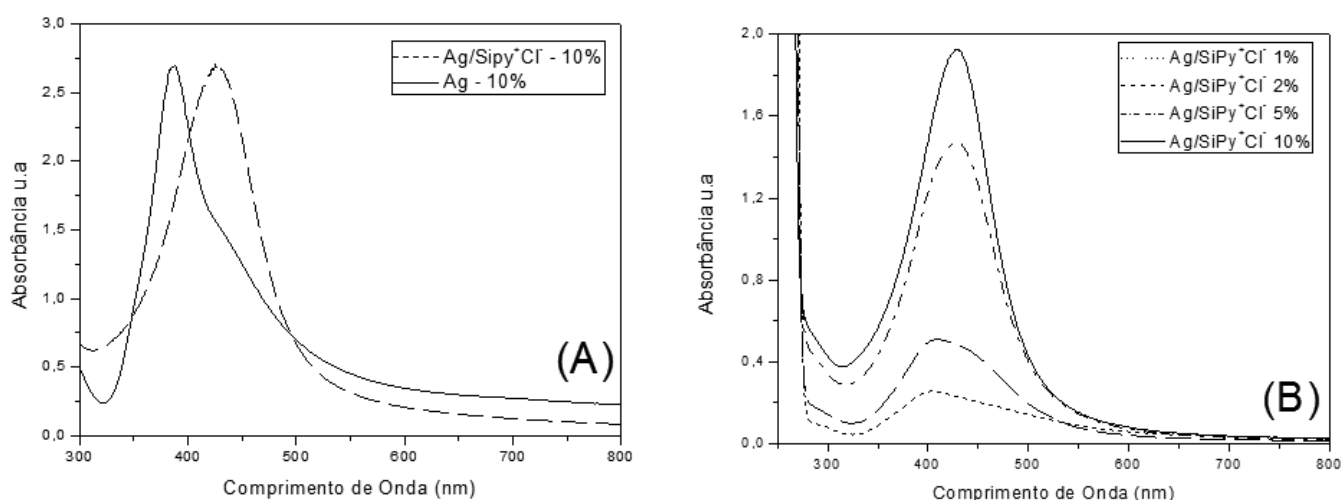 3,0
2,5
2,0
1,5
1,0
0,5
0,0
Absorbância u.a
300 400 500 600 700 800
Comprimento de Onda (nm)
Ag/Sipy⁺Cl⁻ - 10%
Ag - 10%
(A)
2,0
1,6
1,2
0,8
0,4
0,0
Absorbância u.a
300 400 500 600 700 800
Comprimento de Onda (nm)
Ag/SiPy⁺Cl⁻ 1%
Ag/SiPy⁺Cl⁻ 2%
Ag/SiPy⁺Cl⁻ 5%
Ag/SiPy⁺Cl⁻ 10%
(B)